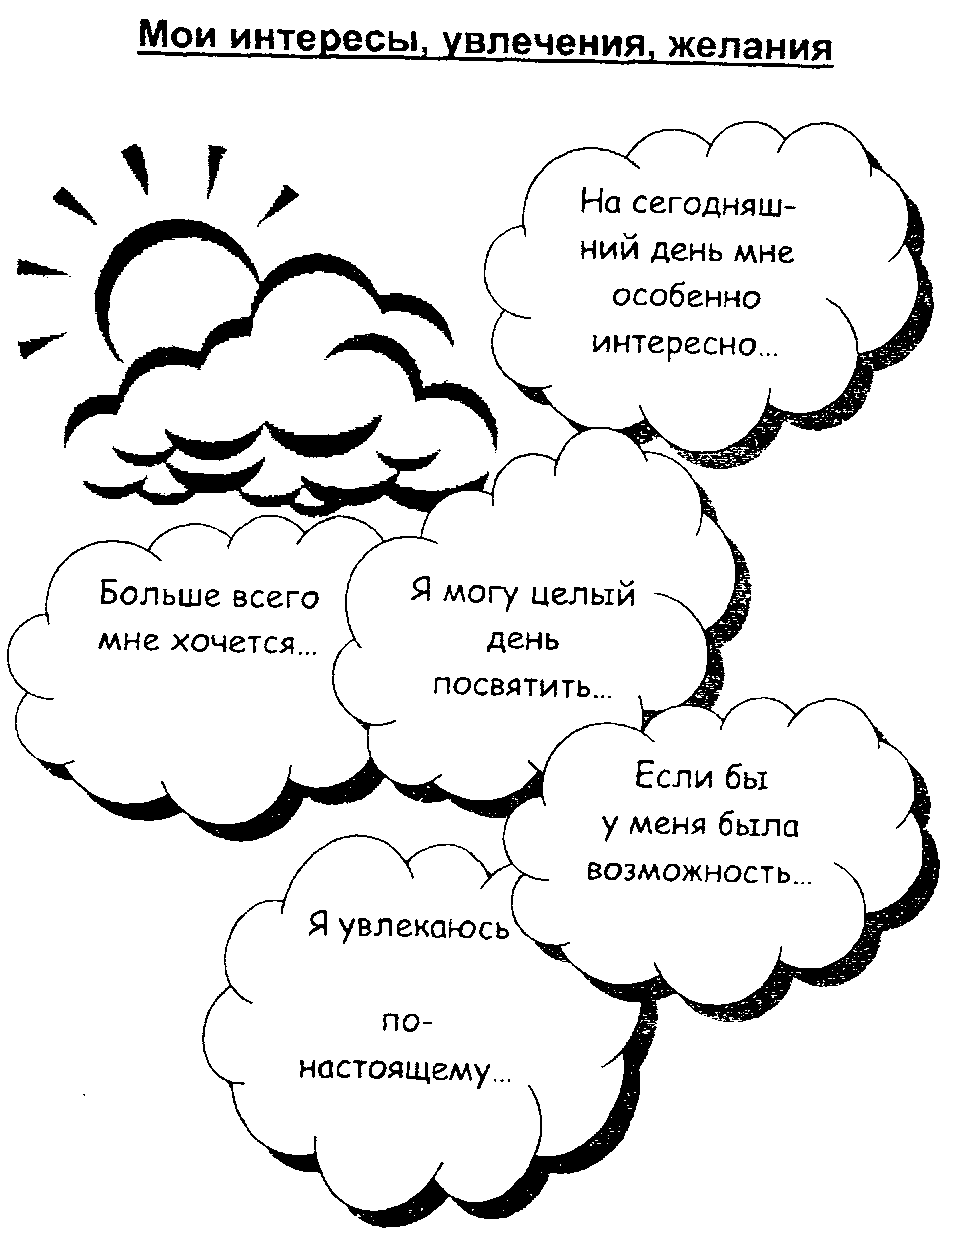 Мои интересы, увлечения, желания
На сегодняш-
ний день мне
особенно
интересно...
Больше всего
мне хочется...
Я могу целый
день
посвятить...
Если бы
у меня была
возможность...
Я увлекаюсь
по-
настоящему...